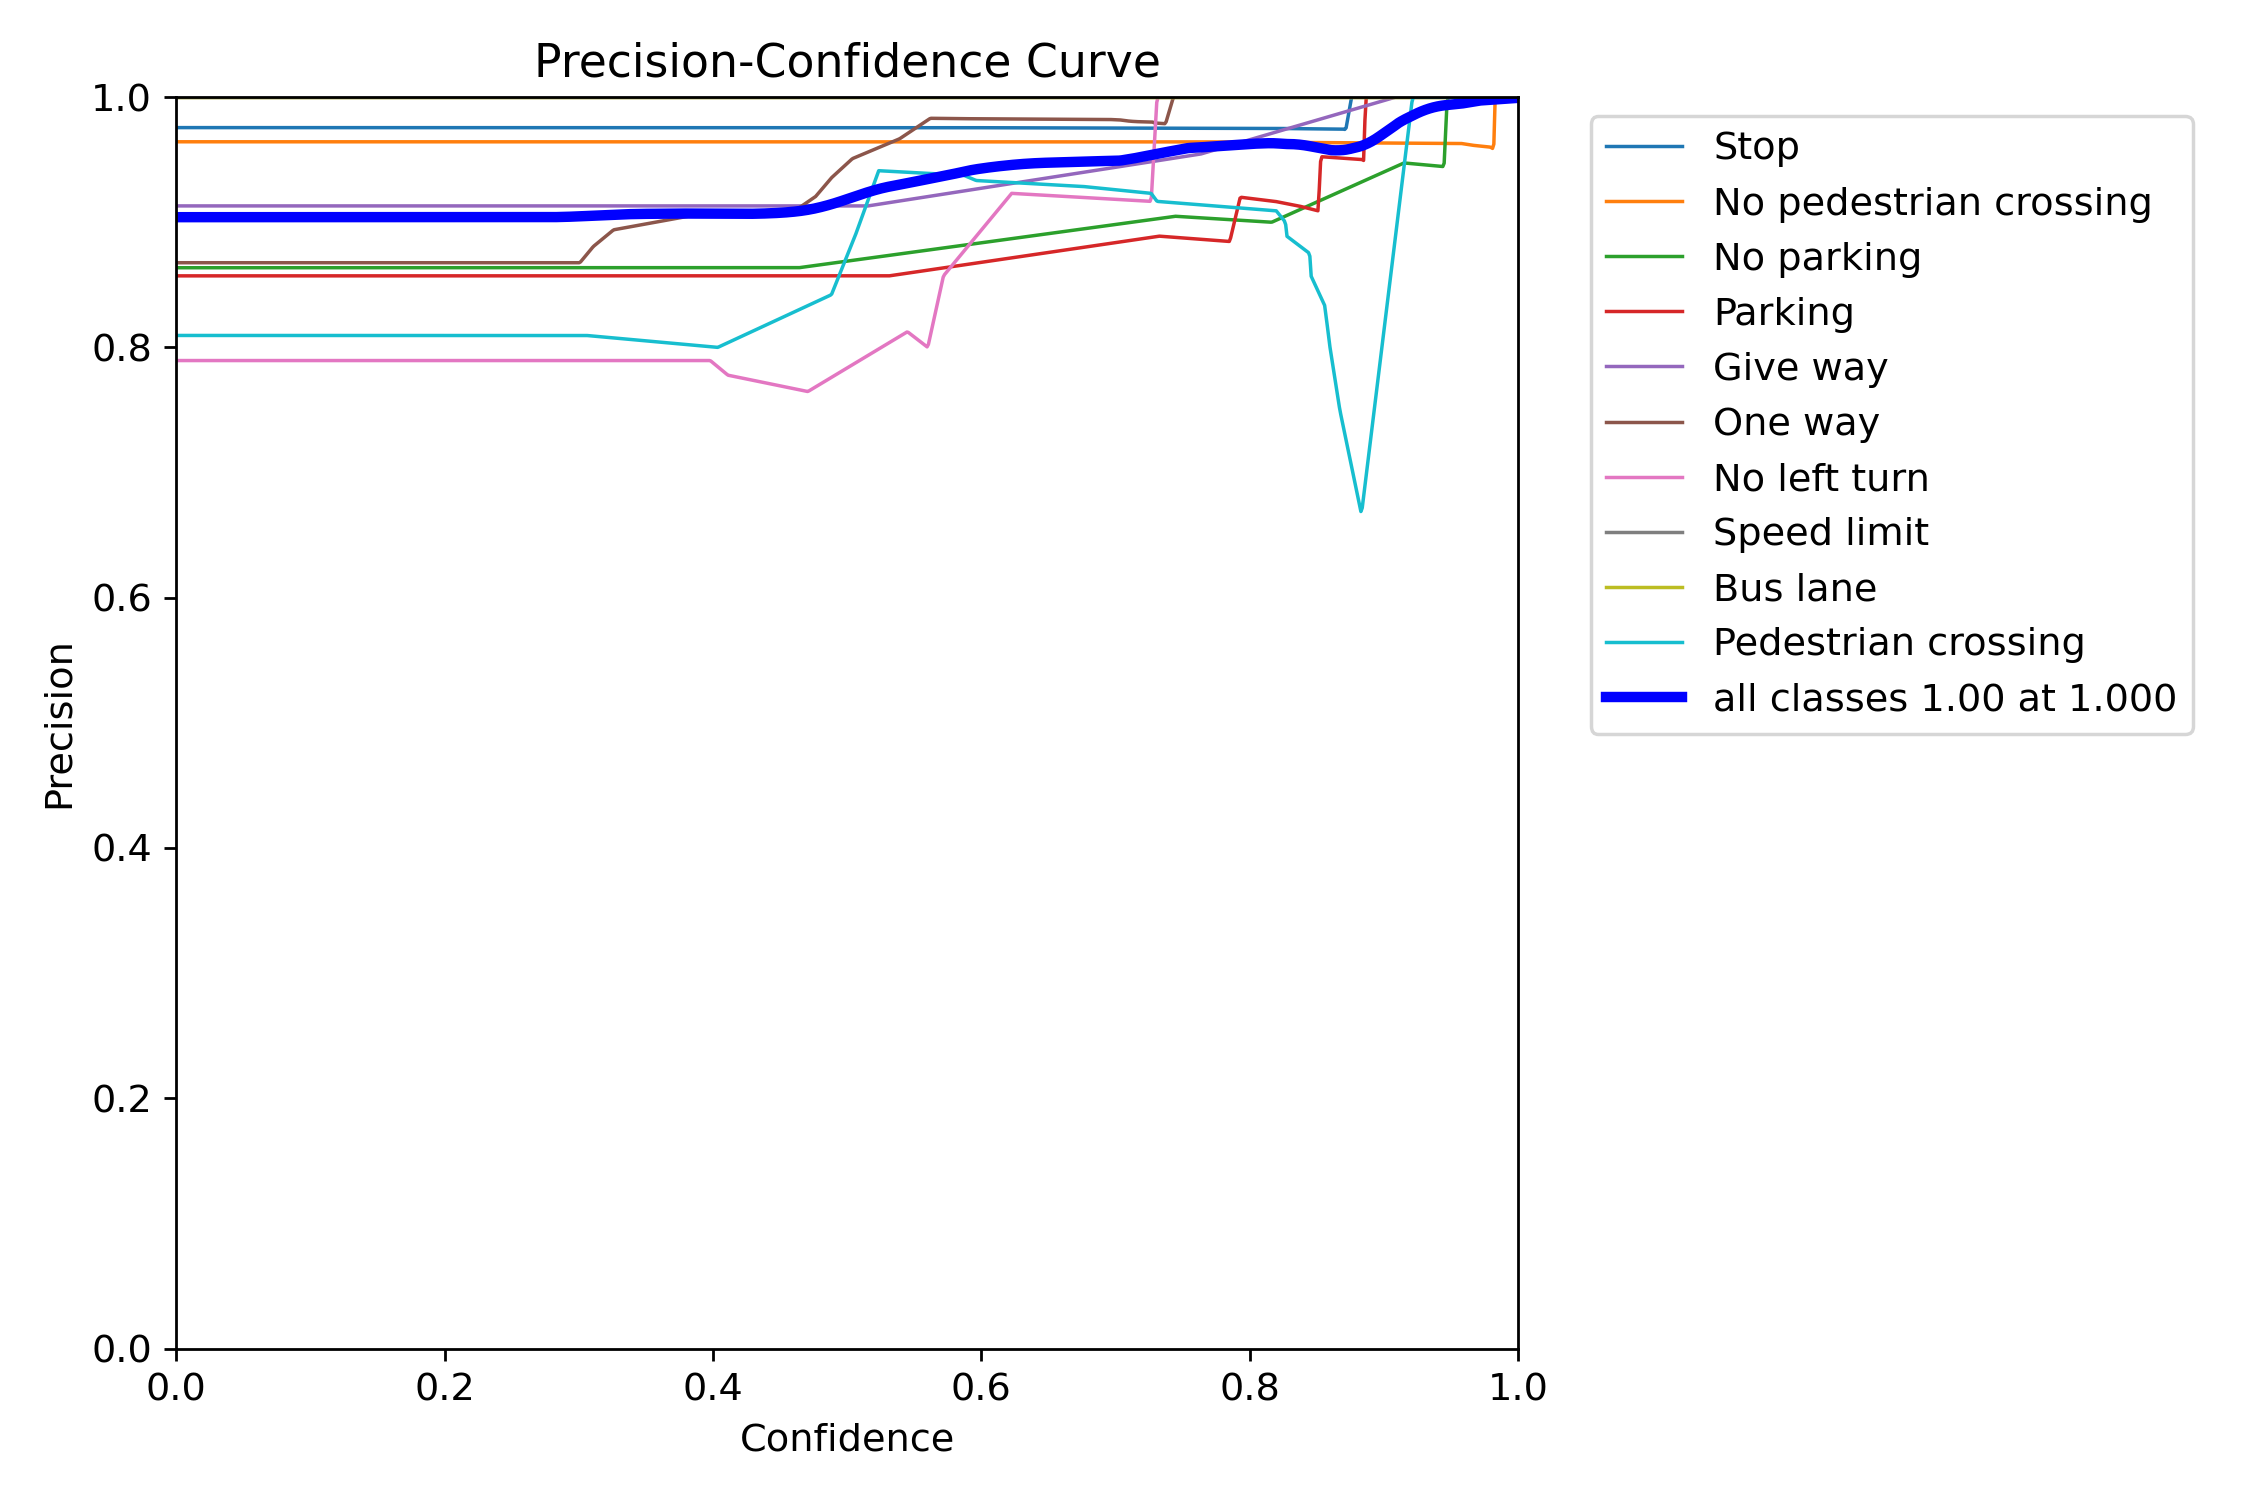 Precision-Confidence Curve
1.0
0.8
0.6
0.4
0.2
0.0
Precision
0.0 0.2 0.4 0.6 0.8 1.0
Confidence
Stop
No pedestrian crossing
No parking
Parking
Give way
One way
No left turn
Speed limit
Bus lane
Pedestrian crossing
all classes 1.00 at 1.000